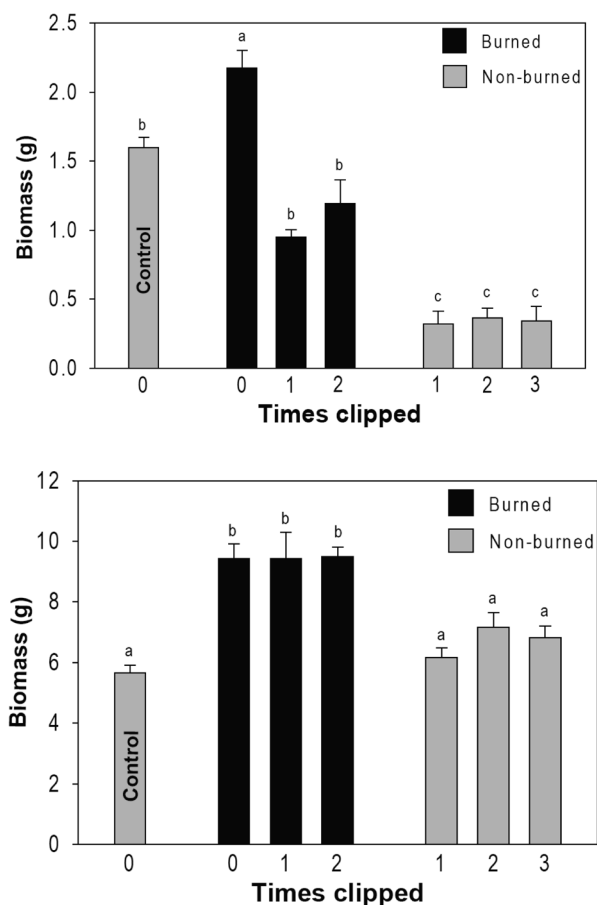 2.5
2.0
1.5
1.0
0.5
0.0
Biomass (g)
Burned
Non-burned
b
a
b
b
c
c
c
Control
0
0
1
2
1
2
3
Times clipped
12
10
8
6
4
2
0
Biomass (g)
Burned
Non-burned
a
b
b
b
a
a
a
Control
0
0
1
2
1
2
3
Times clipped